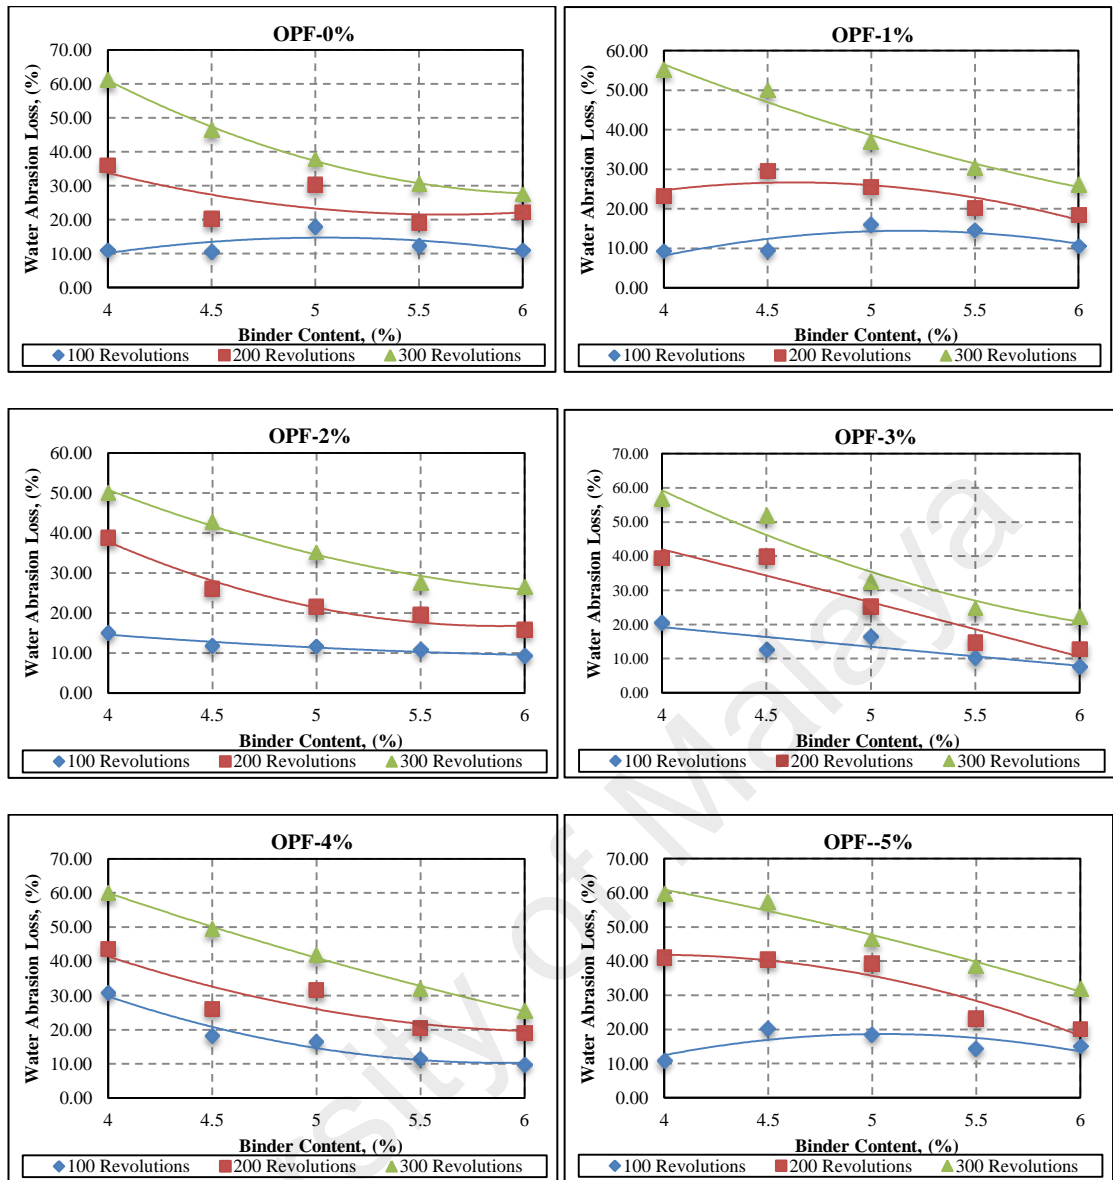 OPF-0%
Water Abrasion Loss, (%)
70.00
60.00
50.00
40.00
30.00
20.00
10.00
0.00
4 4.5 5 5.5 6
Binder Content, (%)
100 Revolutions 200 Revolutions 300 Revolutions
OPF-1%
Water Abrasion Loss, (%)
60.00
50.00
40.00
30.00
20.00
10.00
0.00
4 4.5 5 5.5 6
Binder Content, (%)
100 Revolutions 200 Revolutions 300 Revolutions
OPF-2%
Water Abrasion Loss, (%)
60.00
50.00
40.00
30.00
20.00
10.00
0.00
4 4.5 5 5.5 6
Binder Content, (%)
100 Revolutions 200 Revolutions 300 Revolutions
OPF-3%
Water Abrasion Loss, (%)
70.00
60.00
50.00
40.00
30.00
20.00
10.00
0.00
4 4.5 5 5.5 6
Binder Content, (%)
100 Revolutions 200 Revolutions 300 Revolutions
OPF-4%
Water Abrasion Loss, (%)
70.00
60.00
50.00
40.00
30.00
20.00
10.00
0.00
4 4.5 5 5.5 6
Binder Content, (%)
100 Revolutions 200 Revolutions 300 Revolutions
OPF--5%
Water Abrasion Loss, (%)
70.00
60.00
50.00
40.00
30.00
20.00
10.00
0.00
4 4.5 5 5.5 6
Binder Content, (%)
100 Revolutions 200 Revolutions 300 Revolutions
rsity of Malaya